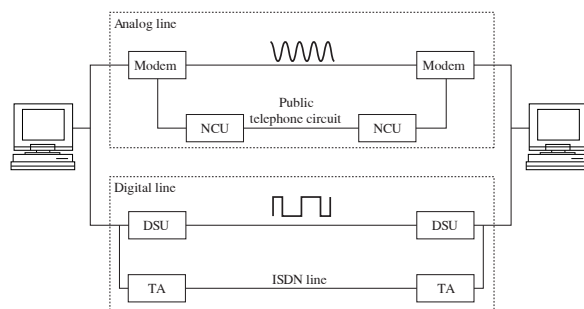 Analog line
Modem
Modem
Public
telephone circuit
NCU
NCU
Digital line
DSU
DSU
ISDN line
TA
TA